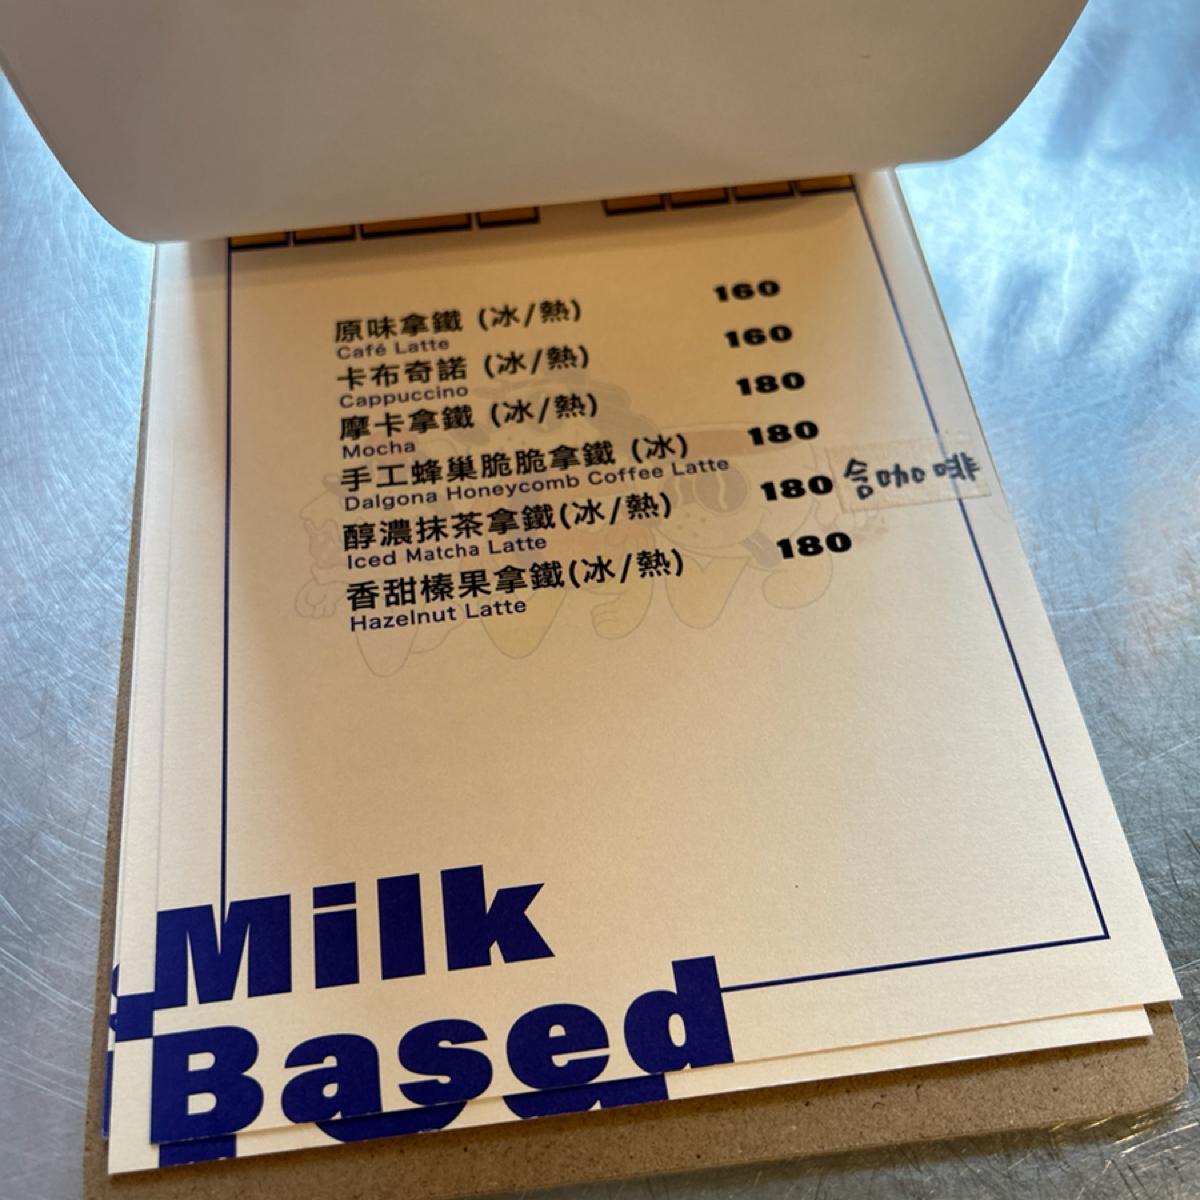 原味拿鐵 (冰/熱) 160
Café Latte
卡布奇諾 (冰/熱) 160
Cappuccino
摩卡拿鐵 (冰/熱) 180
Mocha
手工蜂巢脆脆拿鐵 (冰) 180
Dalgona Honeycomb Coffee Latte
醇濃抹茶拿鐵(冰/熱) 180 含咖啡
Iced Matcha Latte
香甜榛果拿鐵(冰/熱) 180
Hazelnut Latte
Milk
Based